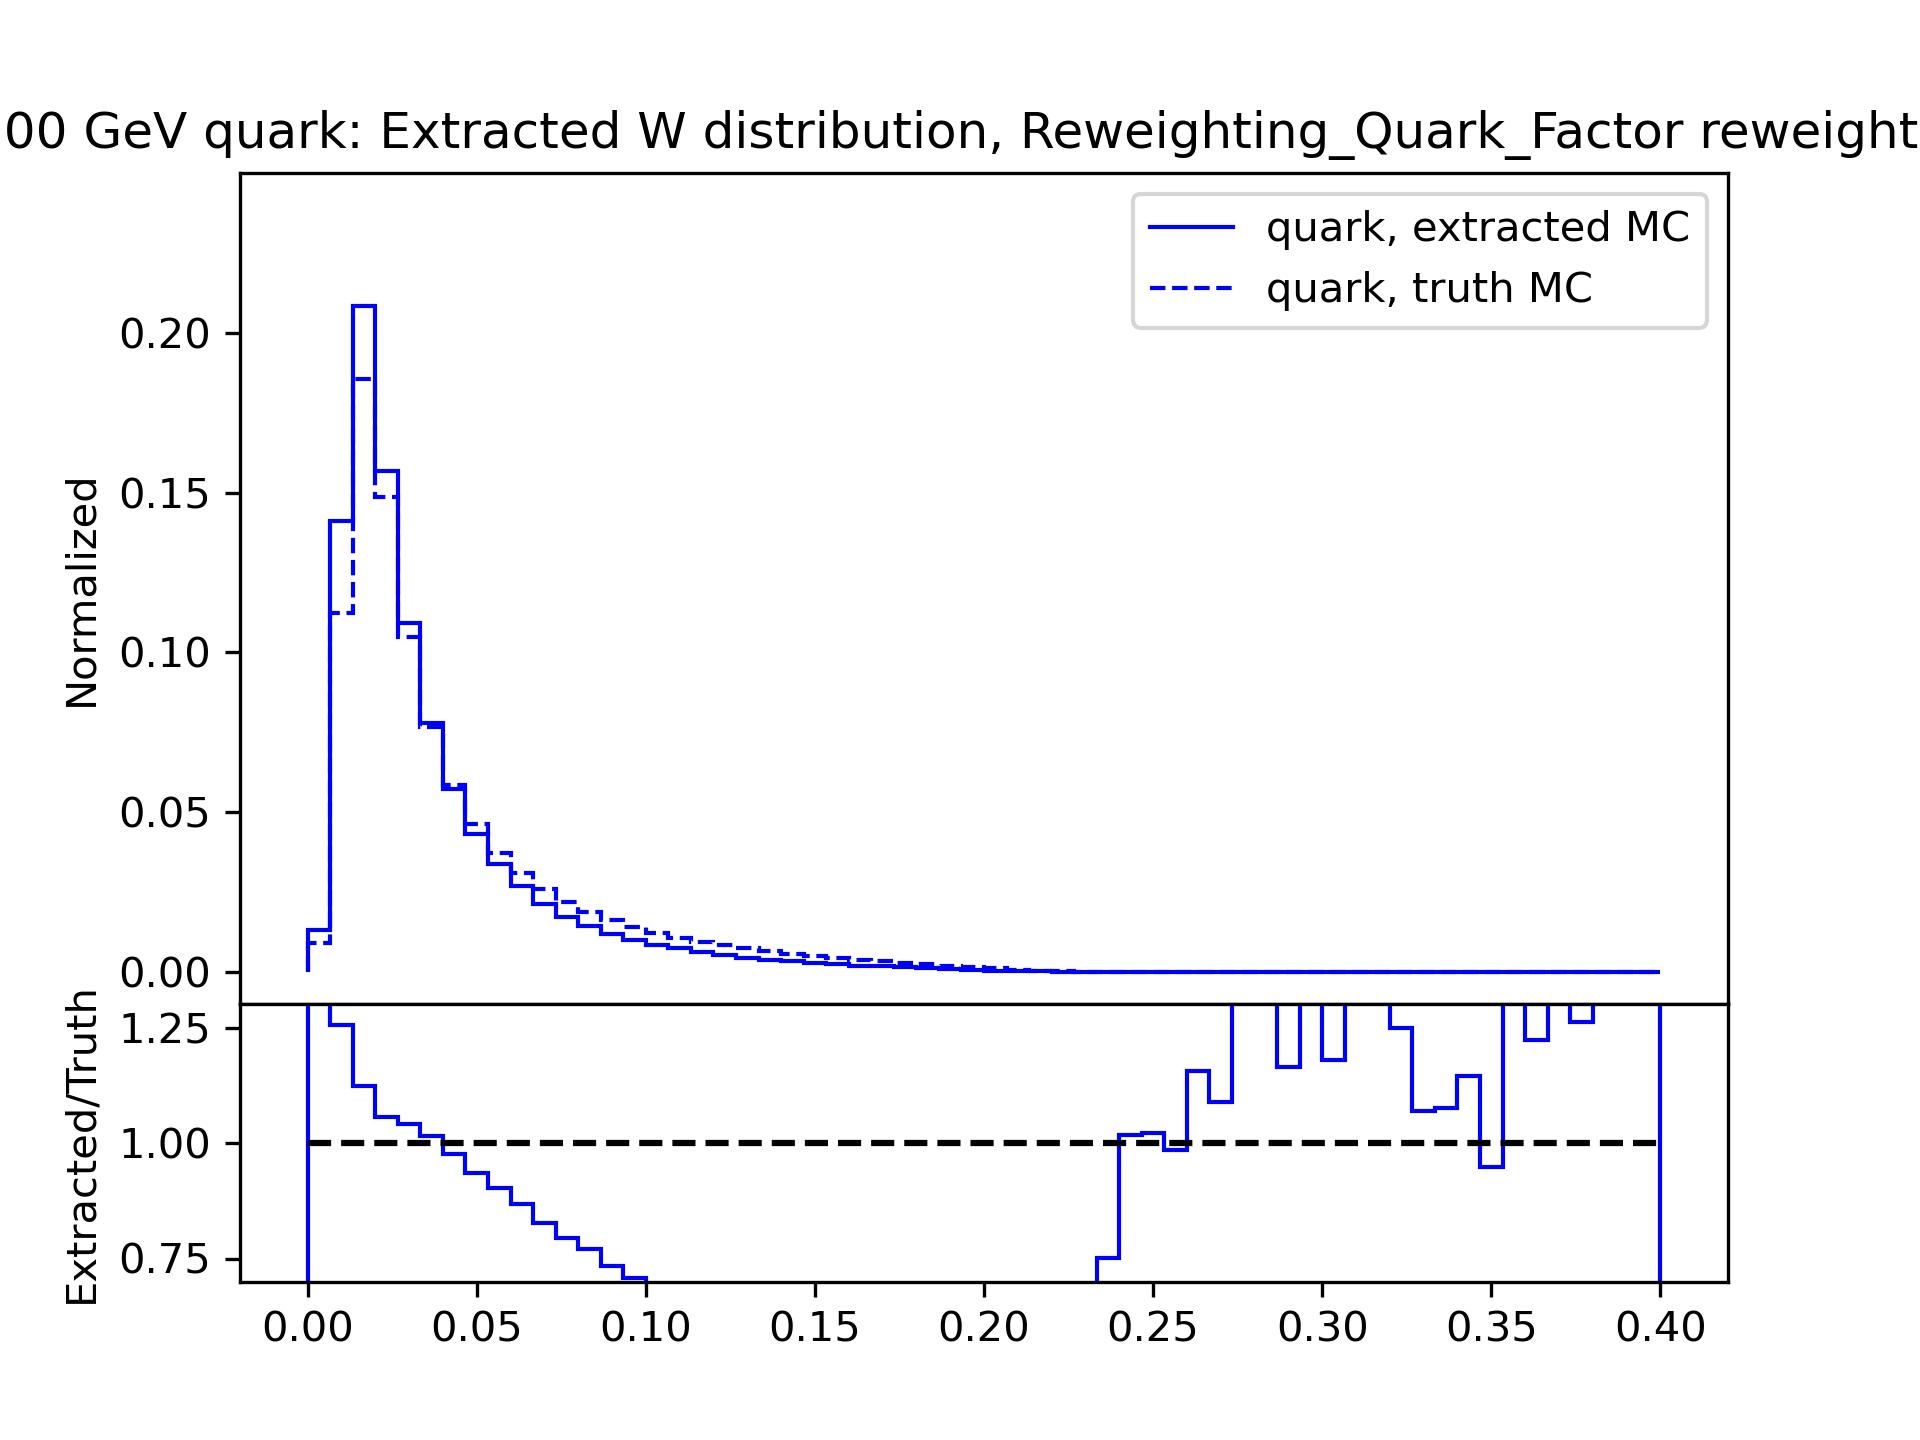 00 GeV quark: Extracted W distribution, Reweighting_Quark_Factor reweight
quark, extracted MC
quark, truth MC
Normalized
0.20
0.15
0.10
0.05
0.00
Extracted/Truth
1.25
1.00
0.75
0.00 0.05 0.10 0.15 0.20 0.25 0.30 0.35 0.40